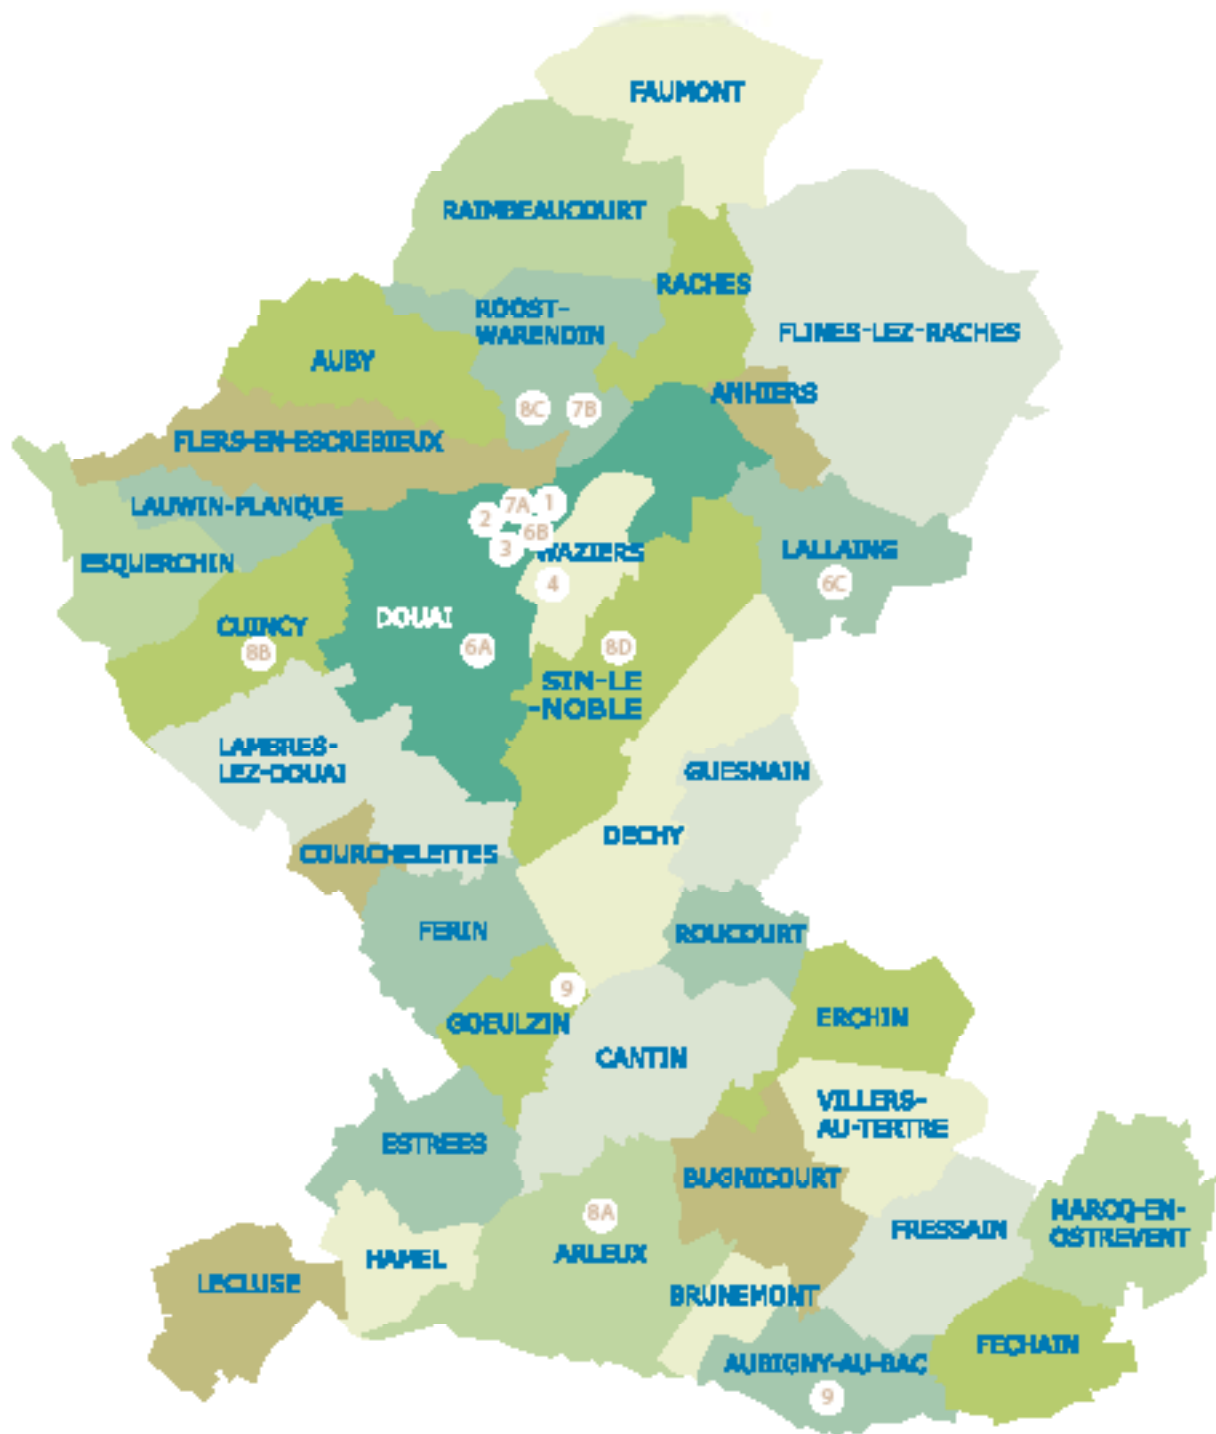 FAUMONT
RAIMBEAUCOURT
RACHES
ROOST-
WARENDIN
FLINES-LEZ-RACHES
AUBY
ANHIERS
8C
7B
FLERS-EN-ESCREBIEUX
LAUWIN-PLANQUE
7A
1
2
6B
3
WAZIERS
LALLAING
ESQUERCHIN
4
6C
DOUAI
CUINCY
8B
6A
8D
SIN-LE
-NOBLE
LAMBRES-
LEZ-DOUAI
GUESNAIN
DECHY
COURCHELETTES
FERIN
ROUCOURT
9
GOEULZIN
ERCHIN
CANTIN
VILLERS-
AU-TERTRE
ESTREES
BUGNICOURT
8A
MARCQ-EN-
OSTREVENT
FRESSAIN
HAMEL
ARLEUX
LECLUSE
BRUNEMONT
FECHAIN
AUBIGNY-AU-BAC
9